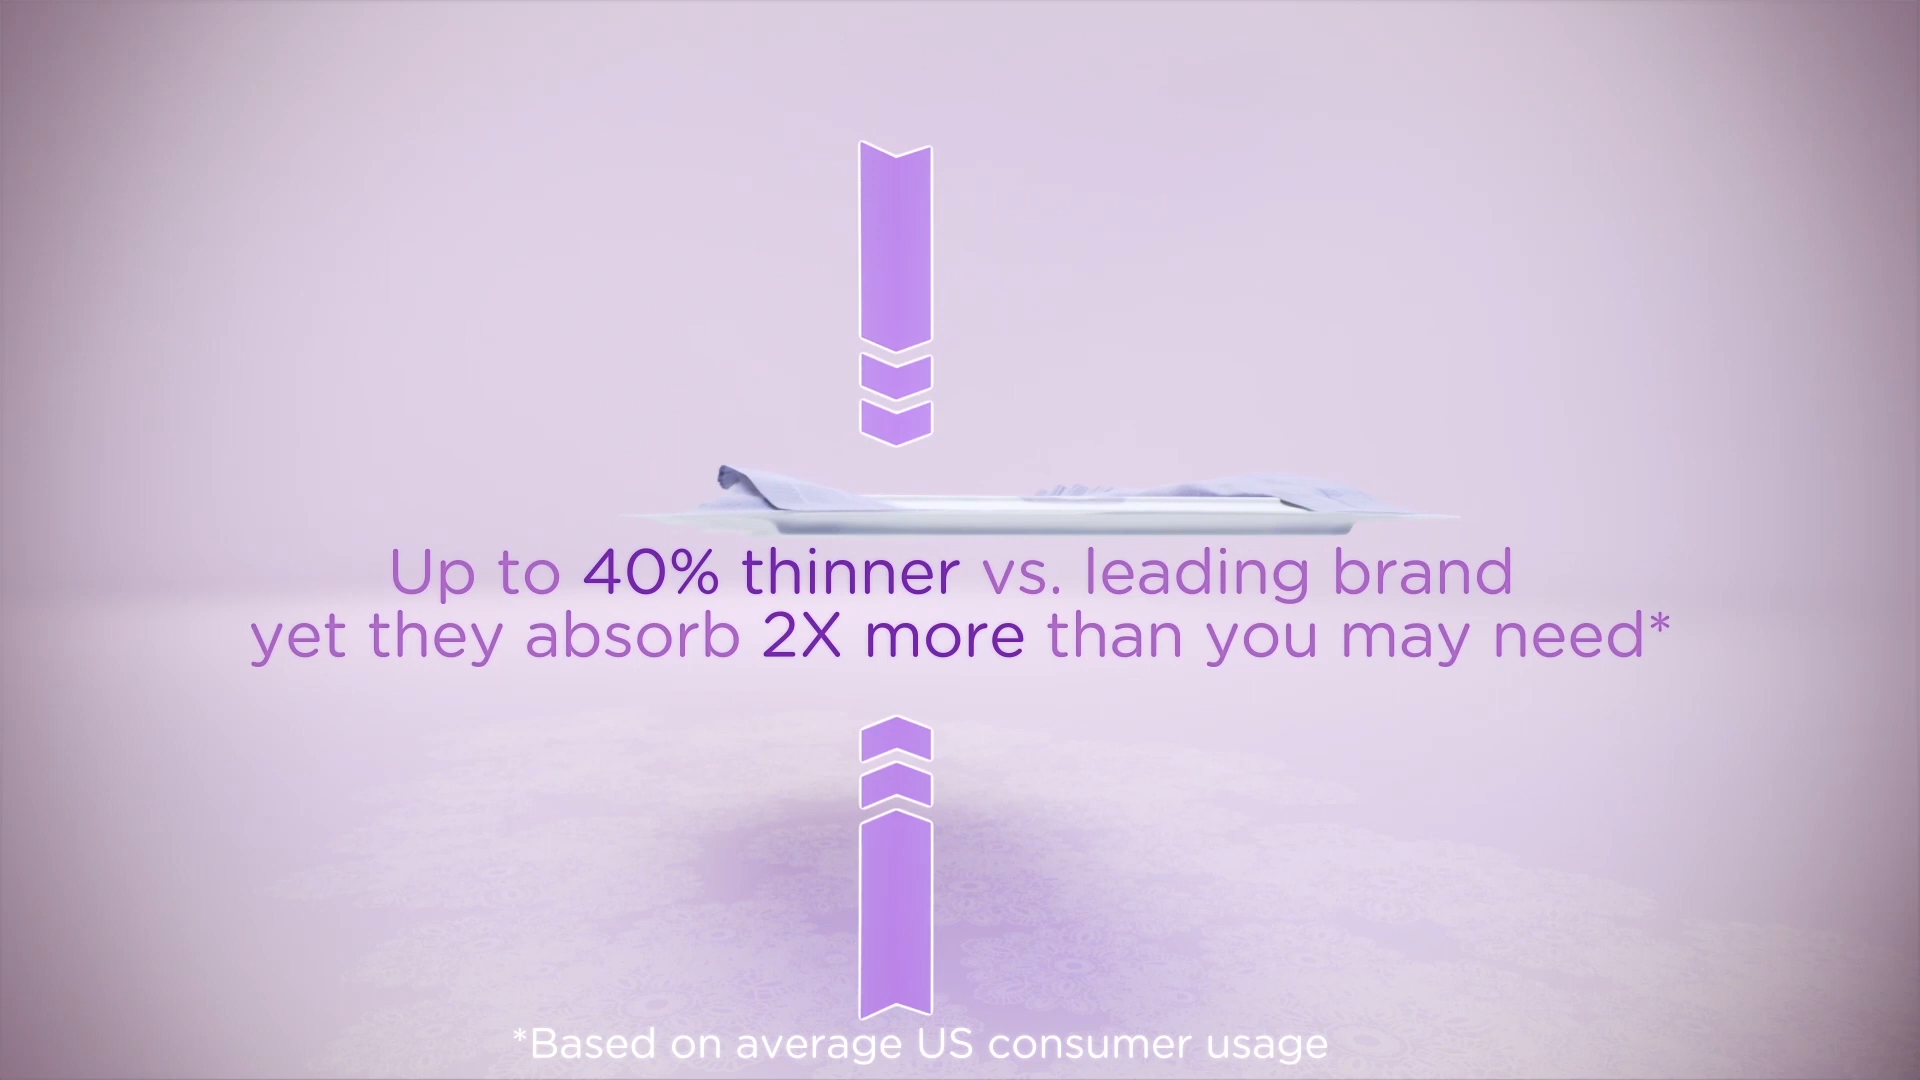 Up to 40% thinner vs. leading brand
yet they absorb 2X more than you may need*
*Based on average US consumer usage